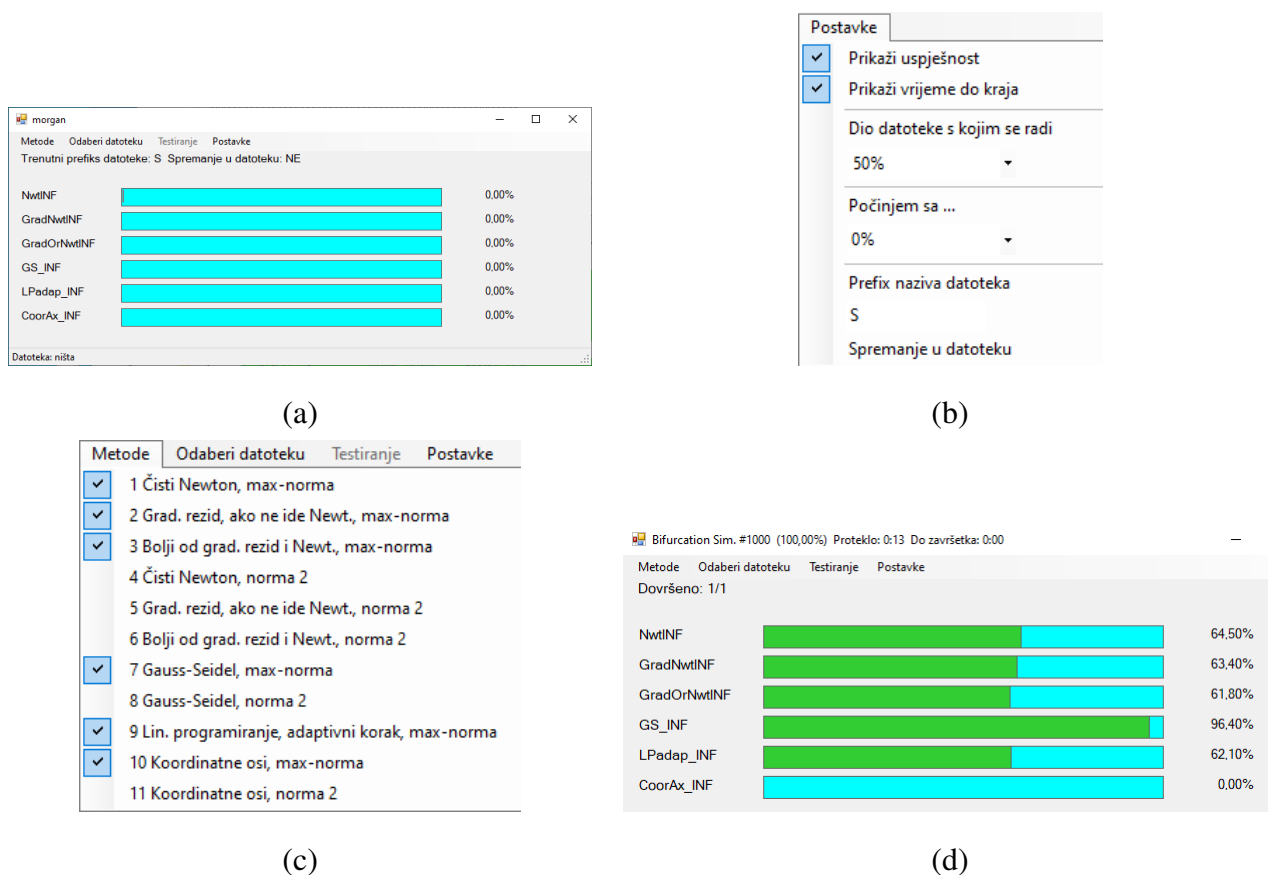 morgan
Metode Odaberi datoteku Testiranje Postavke
Trenutni prefiks datoteke: S Spremanje u datoteku: NE
NwtINF 0,00%
GradNwtINF 0,00%
GradOrNwtINF 0,00%
GS_INF 0,00%
LPadap_INF 0,00%
CoorAx_INF 0,00%
Datoteka: ništa
(a)
Postavke
Prikaži uspješnost
Prikaži vrijeme do kraja
Dio datoteke s kojim se radi
50%
Počinjem sa ...
0%
Prefix naziva datoteka
S
Spremanje u datoteku
(b)
Metode Odaberi datoteku Testiranje Postavke
1 Čisti Newton, max-norma
2 Grad. rezid, ako ne ide Newt., max-norma
3 Bolji od grad. rezid i Newt., max-norma
4 Čisti Newton, norma 2
5 Grad. rezid, ako ne ide Newt., norma 2
6 Bolji od grad. rezid i Newt., norma 2
7 Gauss-Seidel, max-norma
8 Gauss-Seidel, norma 2
9 Lin. programiranje, adaptivni korak, max-norma
10 Koordinatne osi, max-norma
11 Koordinatne osi, norma 2
(c)
Bifurcation Sim. #1000 (100,00%) Proteklo: 0:13 Do završetka: 0:00
Metode Odaberi datoteku Testiranje Postavke
Dovršeno: 1/1
NwtINF 64,50%
GradNwtINF 63,40%
GradOrNwtINF 61,80%
GS_INF 96,40%
LPadap_INF 62,10%
CoorAx_INF 0,00%
(d)